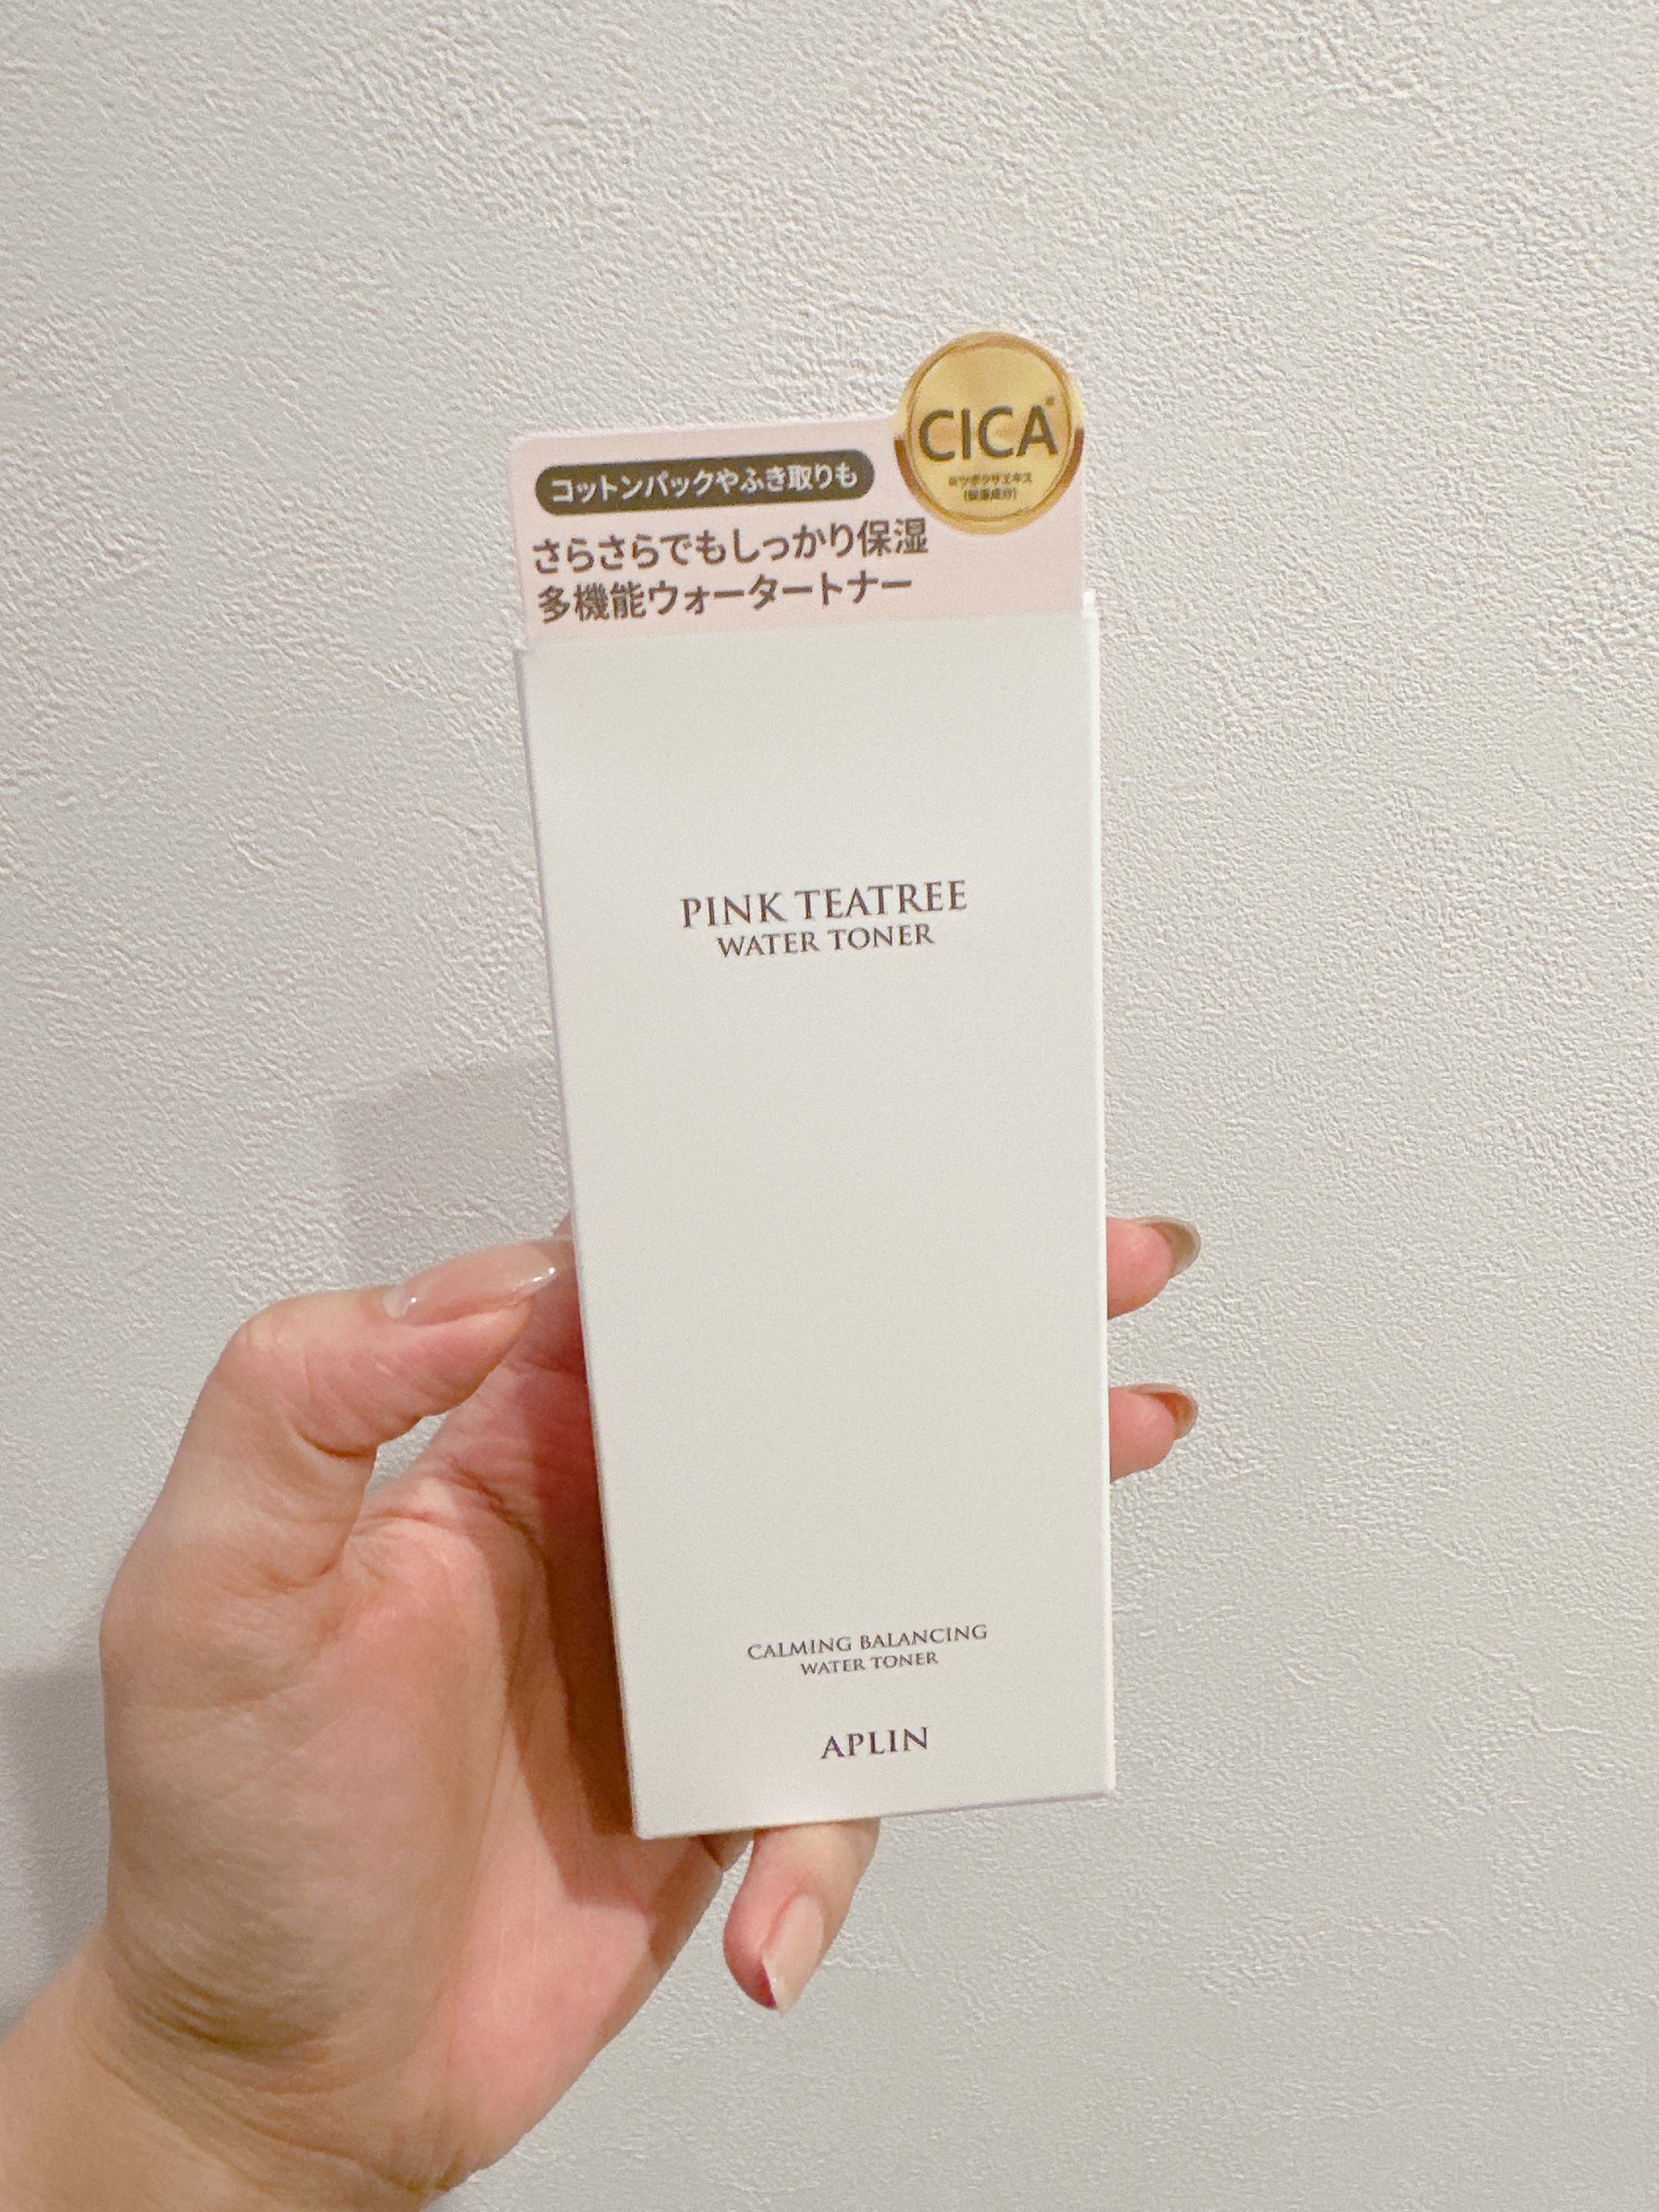 CICA※
※ツボクサエキス
(保湿成分)
コットンパックやふき取りも
さらさらでもしっかり保湿
多機能ウォータートナー
PINK TEATREE
WATER TONER
CALMING BALANCING
WATER TONER
APLIN